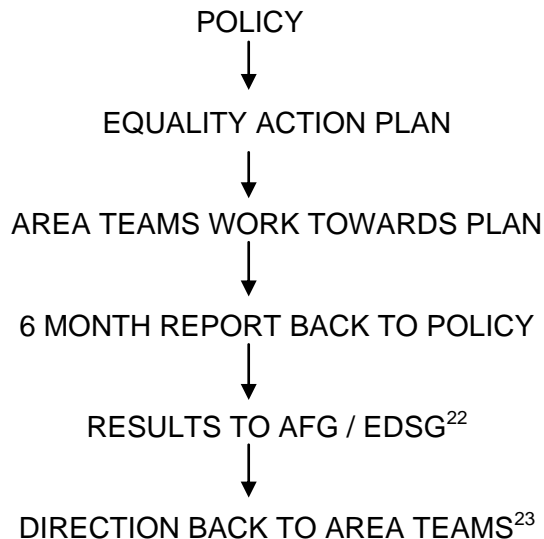 POLICY
EQUALITY ACTION PLAN
AREA TEAMS WORK TOWARDS PLAN
6 MONTH REPORT BACK TO POLICY
RESULTS TO AFG / EDSG22
DIRECTION BACK TO AREA TEAMS23